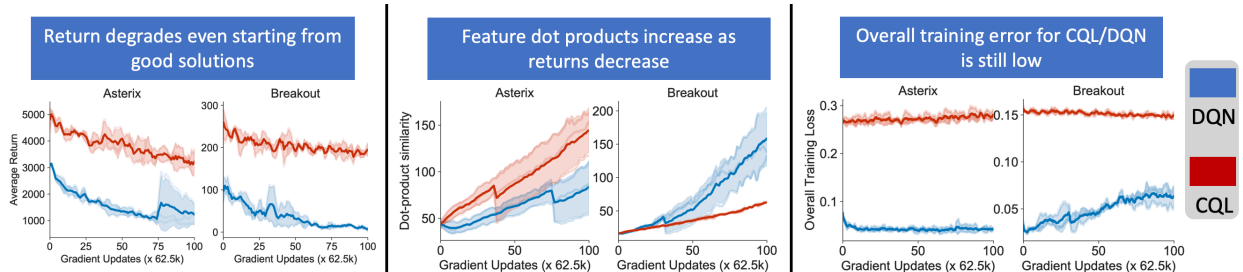 Return degrades even starting from
good solutions
Asterix
Breakout
Average Return
5000
4000
3000
2000
1000
300
200
100
0
0
25
50
75
100
0
25
50
75
100
Gradient Updates (x 62.5k)
Gradient Updates (x 62.5k)
Feature dot products increase as
returns decrease
Asterix
Breakout
Dot-product similarity
150
100
50
200
150
100
50
0
50
100
0
50
100
Gradient Updates (x 62.5k)
Gradient Updates (x 62.5k)
Overall training error for CQL/DQN
is still low
Asterix
Breakout
Overall Training Loss
0.3
0.2
0.1
0.15
0.10
0.05
0
50
100
0
50
100
Gradient Updates (x 62.5k)
Gradient Updates (x 62.5k)
DQN
CQL